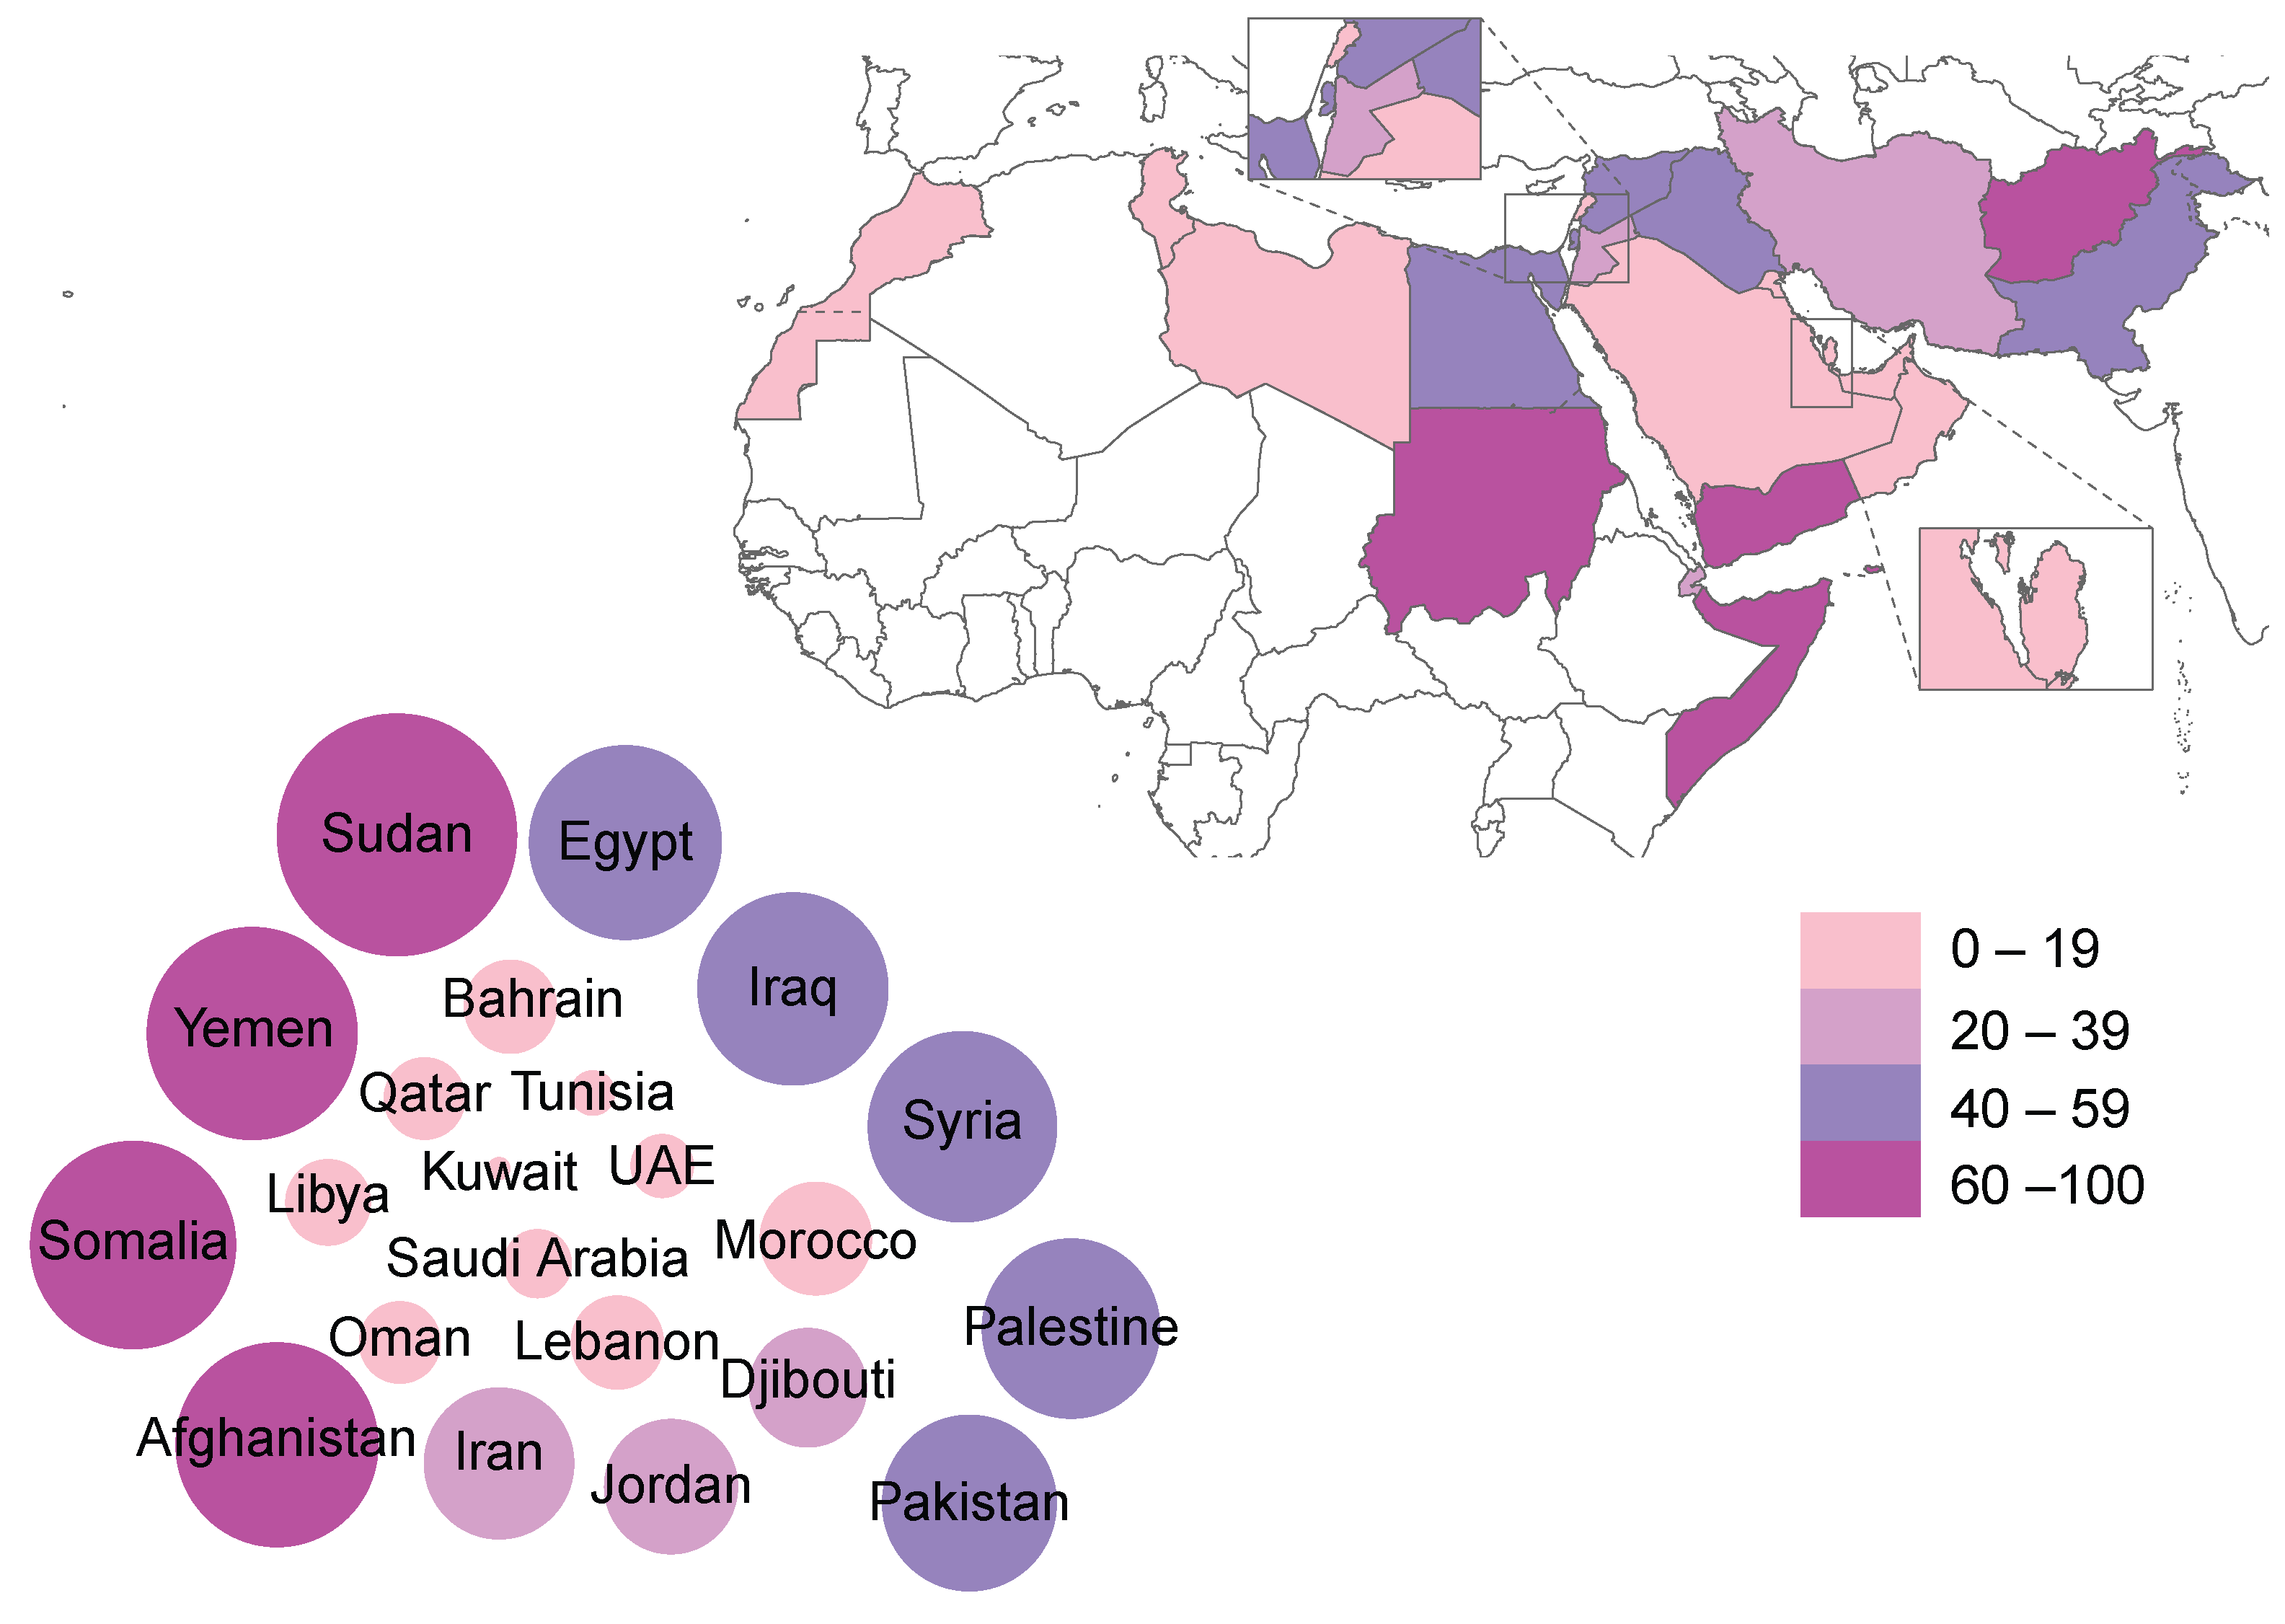 Sudan
Egypt
Iraq
Bahrain
Yemen
Syria
Qatar
Tunisia
Kuwait
UAE
Libya
Somalia
Saudi Arabia
Morocco
Palestine
Oman
Lebanon
Djibouti
Afghanistan
Iran
Jordan
Pakistan
0 – 19
20 – 39
40 – 59
60 –100